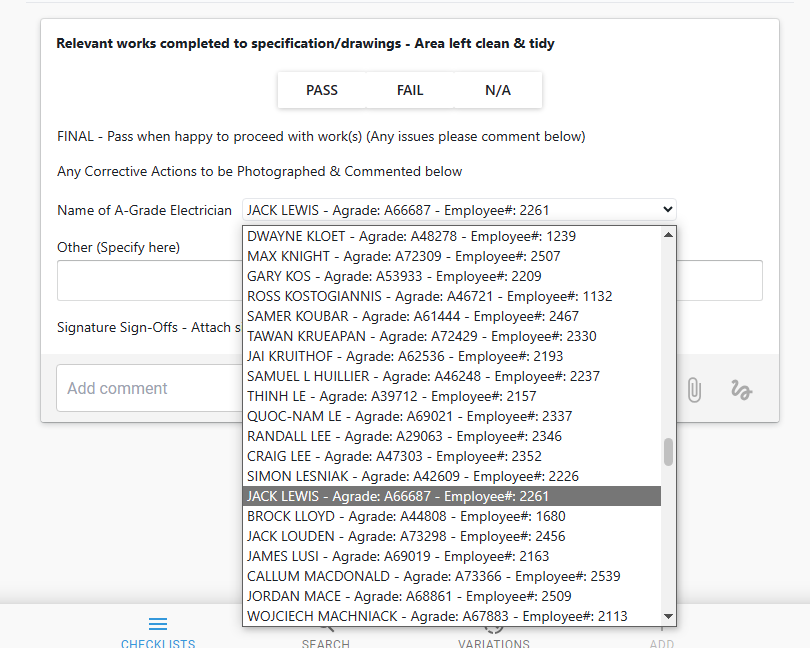 Relevant works completed to specification/drawings - Area left clean & tidy
PASS FAIL N/A
FINAL - Pass when happy to proceed with work(s) (Any issues please comment below)
Any Corrective Actions to be Photographed & Commented below
Name of A-Grade Electrician JACK LEWIS - Agrade: A66687 - Employee#: 2261
Other (Specify here)
Signature Sign-Offs - Attach s
Add comment
DWAYNE KLOET - Agrade: A48278 - Employee#: 1239
MAX KNIGHT - Agrade: A72309 - Employee#: 2507
GARY KOS - Agrade: A53933 - Employee#: 2209
ROSS KOSTOGIANNIS - Agrade: A46721 - Employee#: 1132
SAMER KOUBAR - Agrade: A61444 - Employee#: 2467
TAWAN KRUEAPAN - Agrade: A72429 - Employee#: 2330
JAI KRUITHOF - Agrade: A62536 - Employee#: 2193
SAMUEL L HUILLIER - Agrade: A46248 - Employee#: 2237
THINH LE - Agrade: A39712 - Employee#: 2157
QUOC-NAM LE - Agrade: A69021 - Employee#: 2337
RANDALL LEE - Agrade: A29063 - Employee#: 2346
CRAIG LEE - Agrade: A47303 - Employee#: 2352
SIMON LESNIAK - Agrade: A42609 - Employee#: 2226
JACK LEWIS - Agrade: A66687 - Employee#: 2261
BROCK LLOYD - Agrade: A44808 - Employee#: 1680
JACK LOUDEN - Agrade: A73298 - Employee#: 2456
JAMES LUSI - Agrade: A69019 - Employee#: 2163
CALLUM MACDONALD - Agrade: A73366 - Employee#: 2539
JORDAN MACE - Agrade: A68861 - Employee#: 2509
WOJCIECH MACHNIACK - Agrade: A67883 - Employee#: 2113
CHECKLISTS SEARCH VARIATIONS ADD